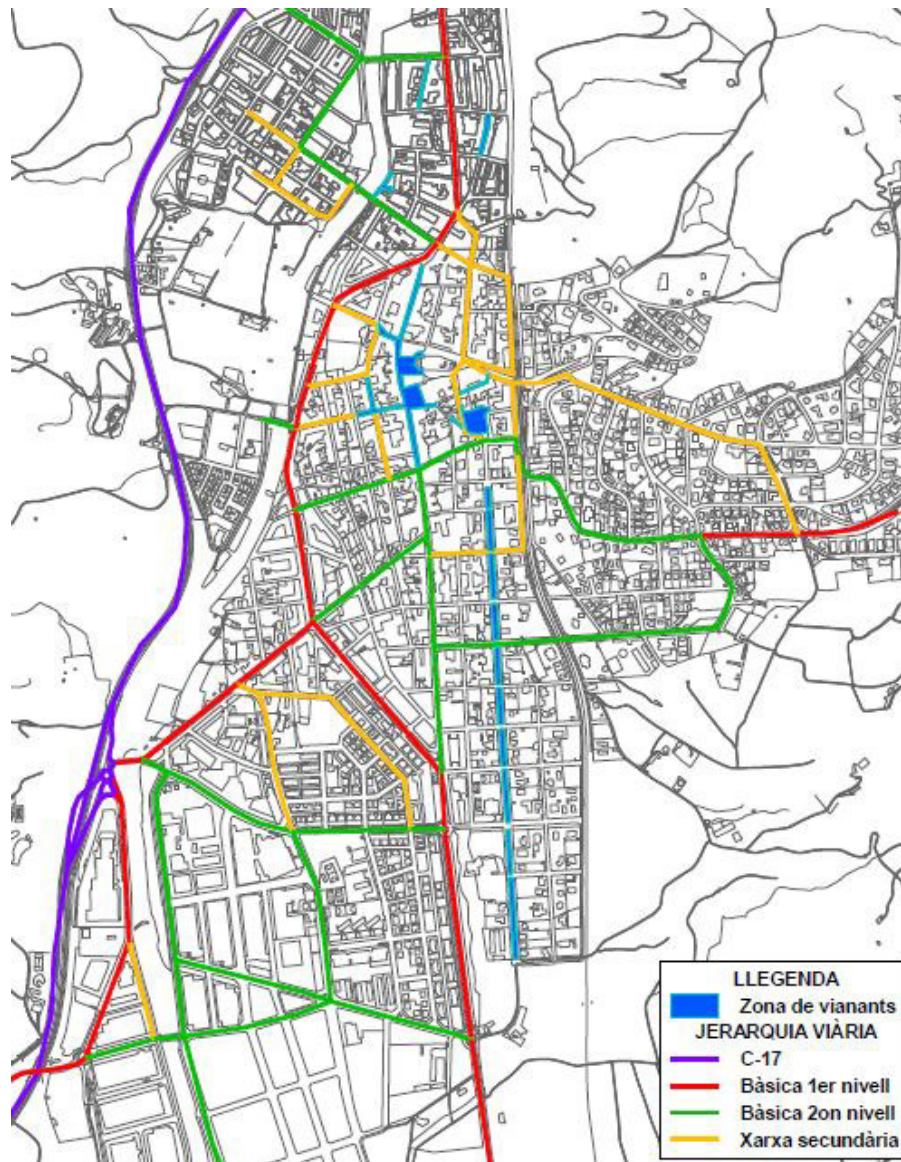 LLEGENDA
Zona de vianants
JERARQUIA VIÀRIA
C-17
Bàsica 1er nivell
Bàsica 2on nivell
Xarxa secundària